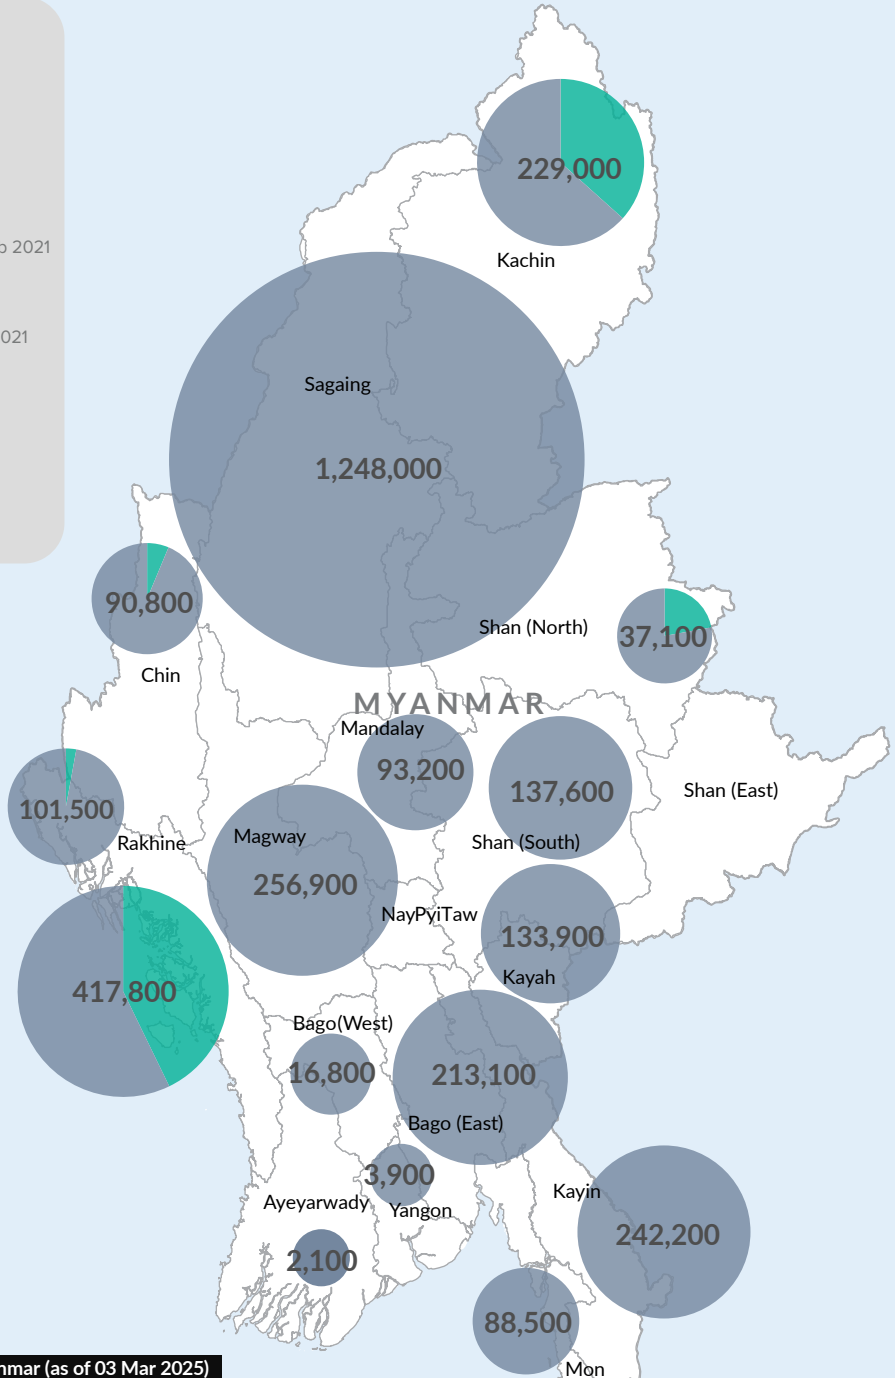 229,000
2021
Kachin
021
Sagaing
1,248,000
90,800
Shan (North)
37,100
Chin
MYANMAR
Mandalay
93,200
137,600
Shan (East)
101,500
Magway
Rakhine
Shan (South)
256,900
NayPyiTaw
133,900
Kayah
417,800
Bago(West)
16,800
213,100
Bago (East)
3,900
Kayin
Ayeyarwady
Yangon
242,200
2,100
88,500
nmar (as of 03 Mar 2025)
Mon